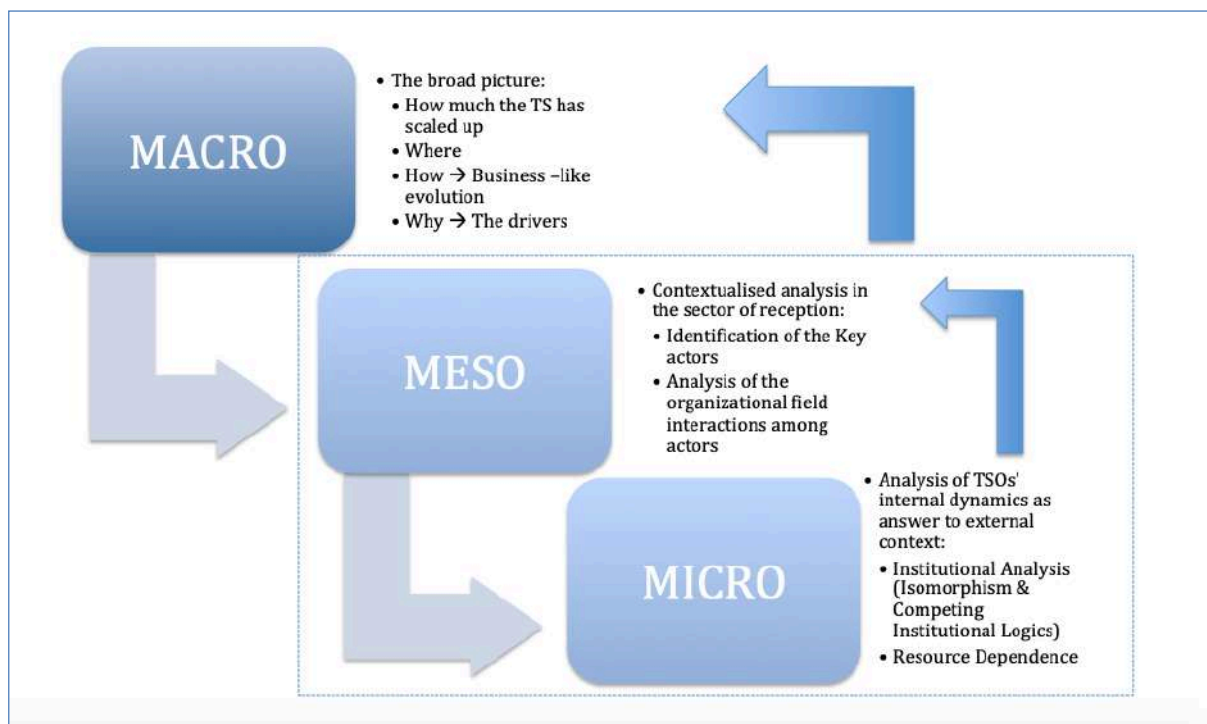 MACRO
• The broad picture:
• How much the TS has
scaled up
• Where
• How → Business –like
evolution
• Why → The drivers
MESO
• Contextualised analysis in
the sector of reception:
• Identification of the Key
actors
• Analysis of the
organizational field
interactions among
actors
MICRO
• Analysis of TSOs'
internal dynamics as
answer to external
context:
• Institutional Analysis
(Isomorphism &
Competing
Institutional Logics)
• Resource Dependence